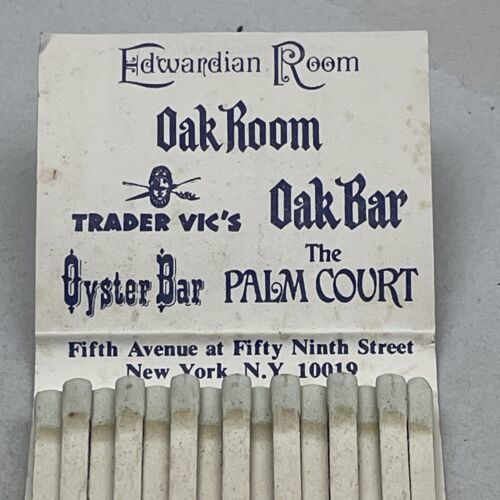 Edwardian Room
Oak Room
TRADER VIC'S
Oak Bar
Oyster Bar
The
PALM COURT
Fifth Avenue at Fifty Ninth Street
New York, N.Y. 10019